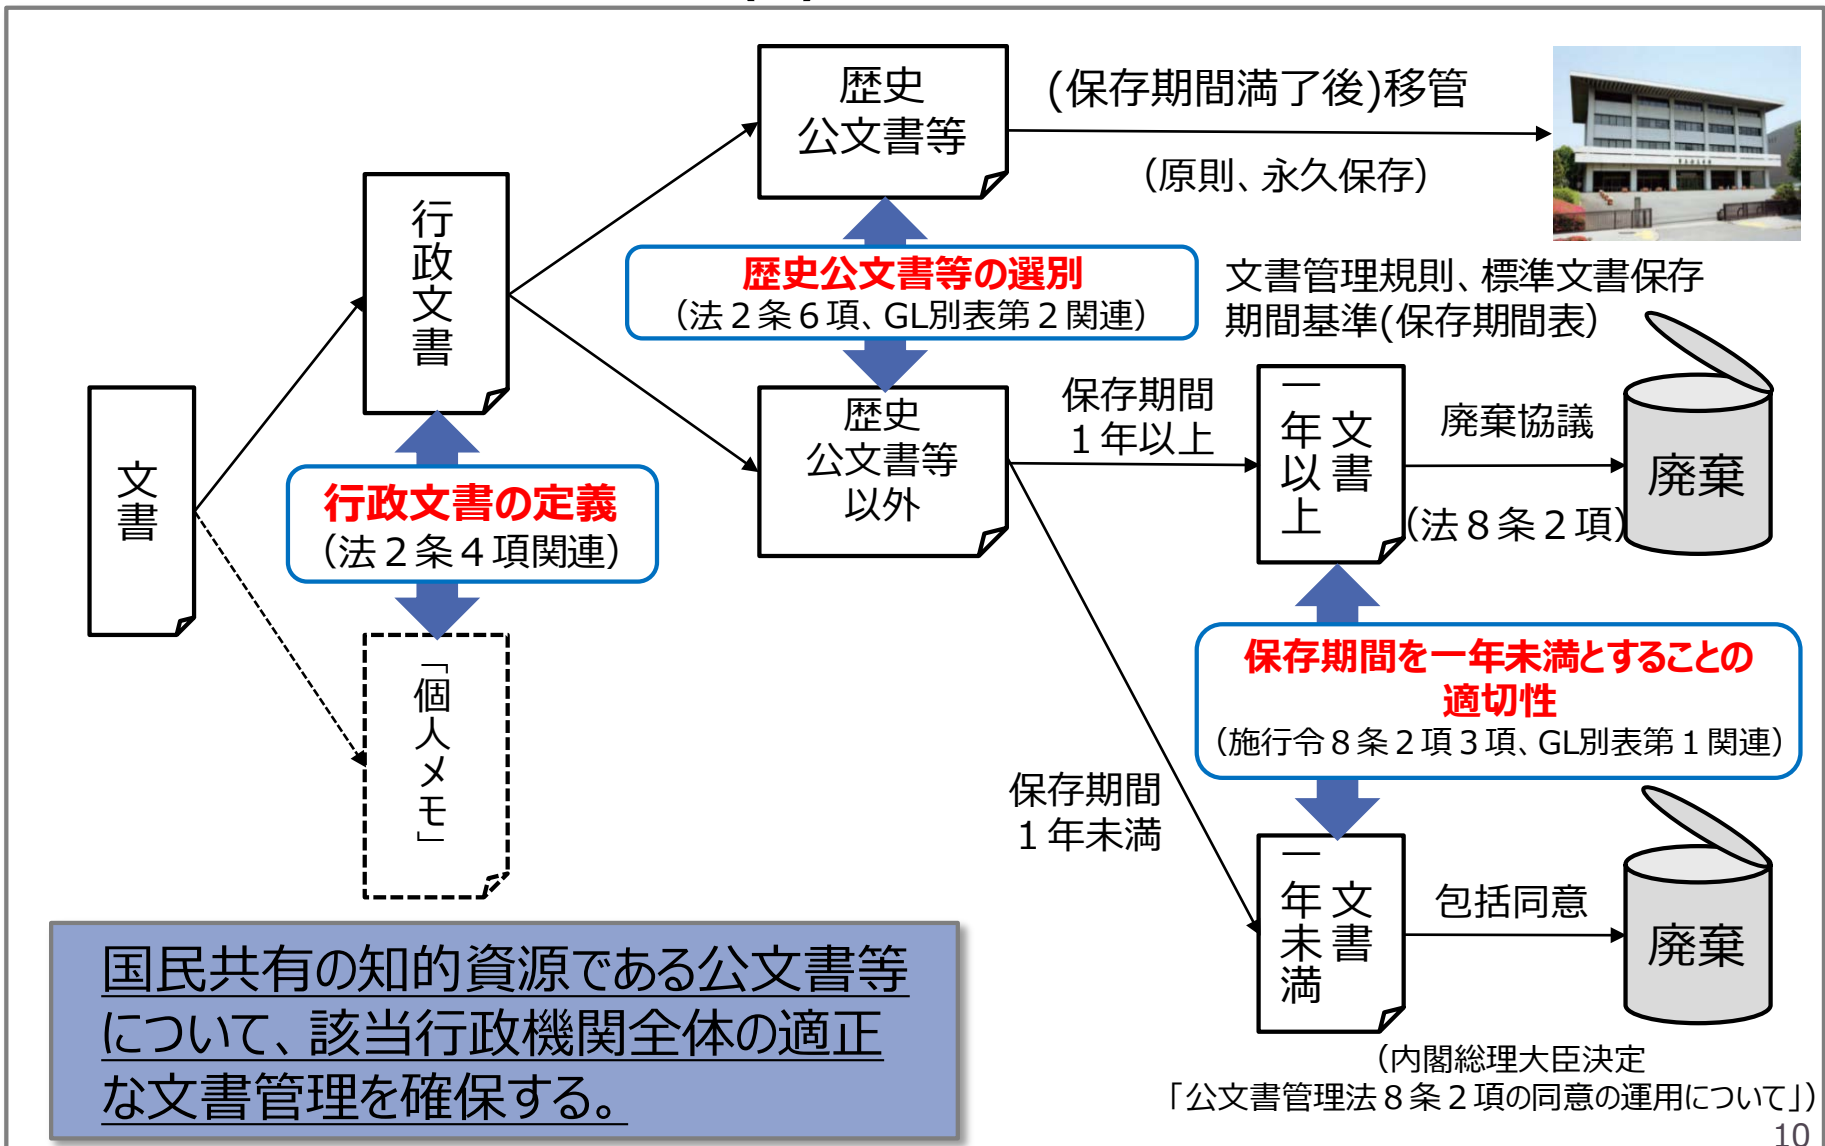 歴史
公文書等
(保存期間満了後)移管
(原則、永久保存)
行政文書
歴史公文書等の選別
(法２条６項、GL別表第２関連)
文書管理規則、標準文書保存
期間基準(保存期間表)
文書
行政文書の定義
(法２条４項関連)
「個人メモ」
歴史
公文書等
以外
保存期間
１年以上
一年以上
文書
廃棄協議
(法８条２項)
廃棄
保存期間を一年未満とすることの
適切性
(施行令８条２項３項、GL別表第１関連)
保存期間
１年未満
一年未満
文書
包括同意
廃棄
(内閣総理大臣決定
「公文書管理法８条２項の同意の運用について」)
国民共有の知的資源である公文書等
について、該当行政機関全体の適正
な文書管理を確保する。
10